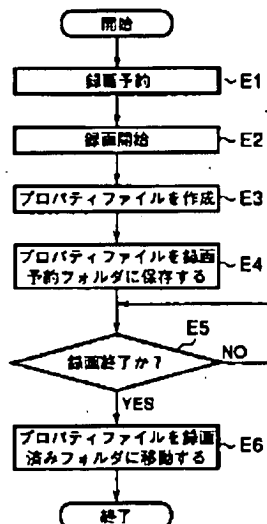 開始
録画予約
E1
録画開始
E2
プロパティファイルを作成
E3
プロパティファイルを録画
予約フォルダに保存する
E4
E5
録画終了か?
NO
YES
プロパティファイルを録画
済みフォルダに移動する
E6
終了